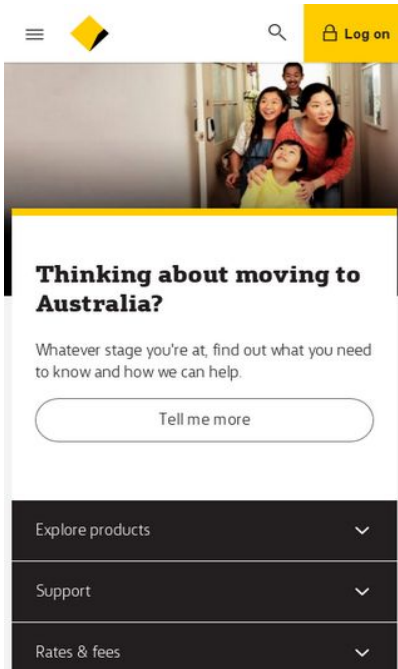 Log on
Thinking about moving to
Australia?
Whatever stage you're at, find out what you need
to know and how we can help.
Tell me more
Explore products
Support
Rates & fees